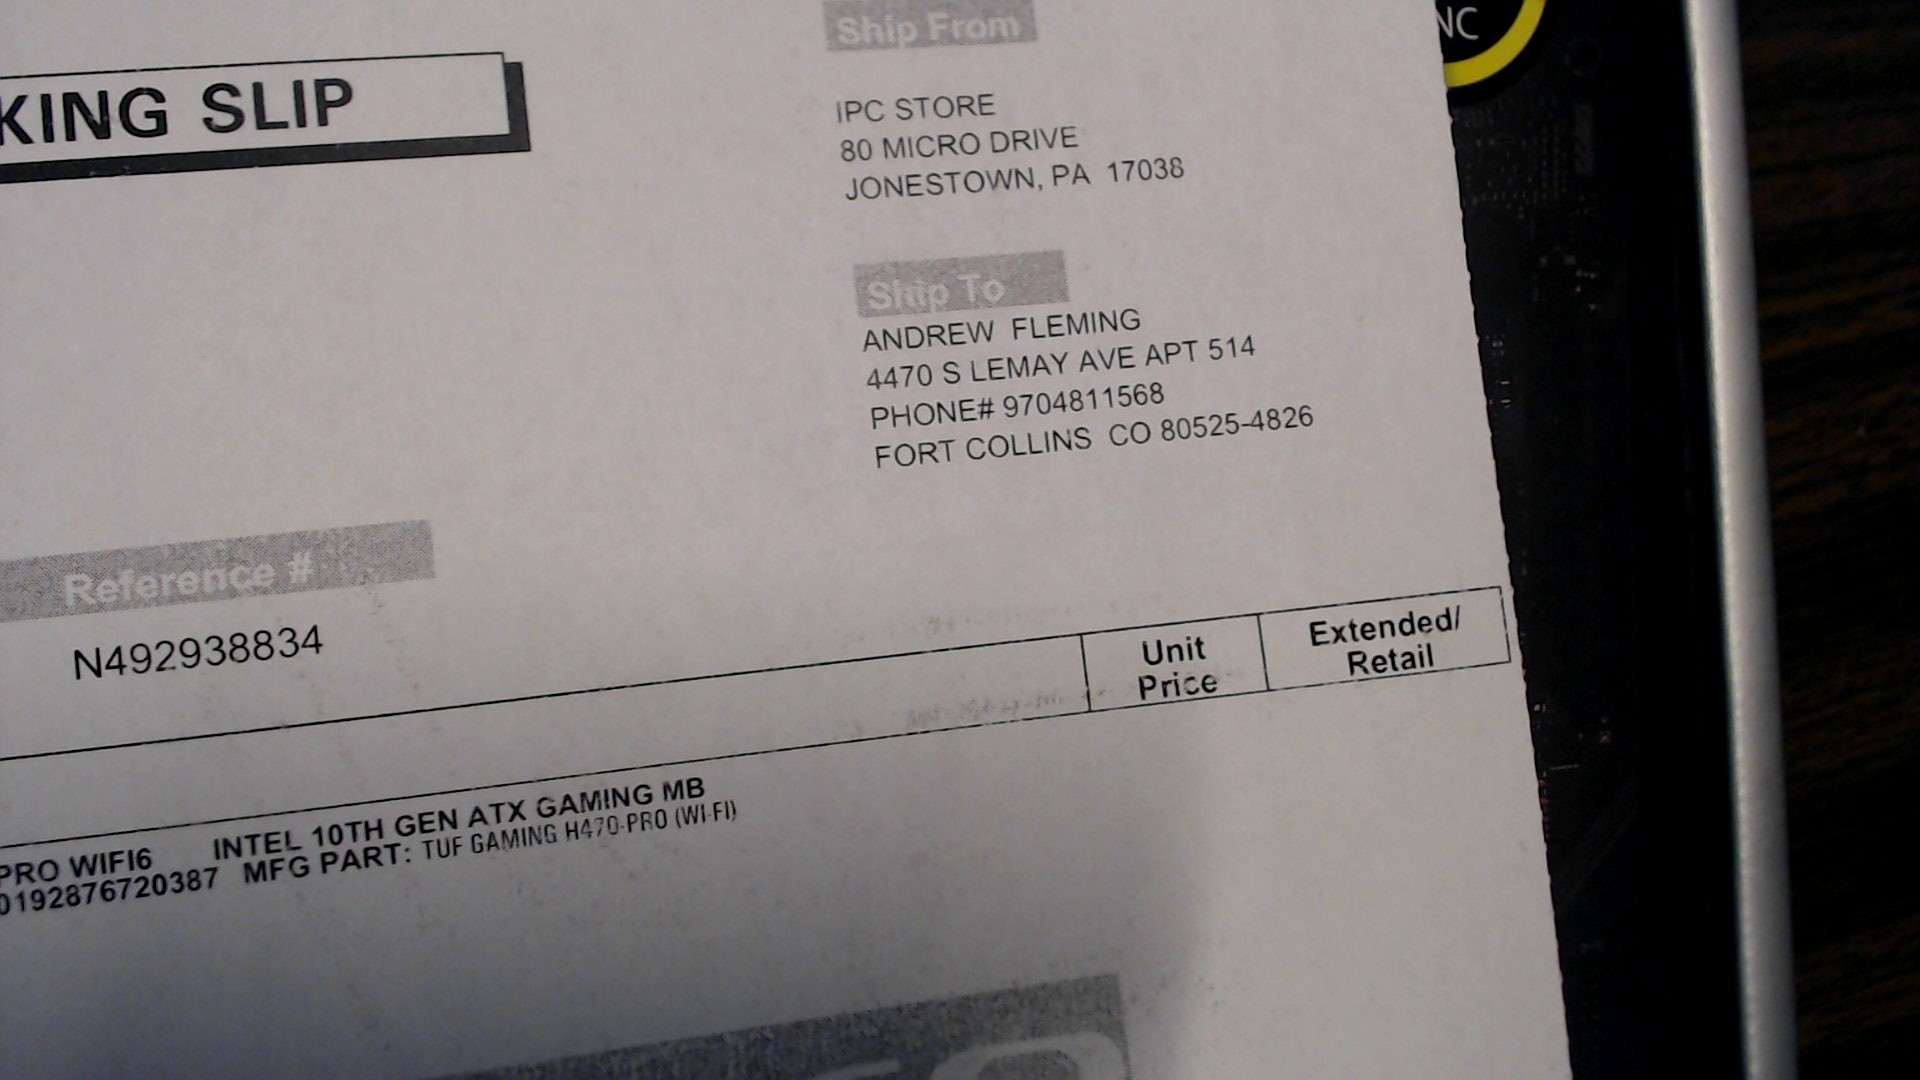 Ship From
KING SLIP
IPC STORE
80 MICRO DRIVE
JONESTOWN, PA 17038
Ship To
ANDREW FLEMING
4470 S LEMAY AVE APT 514
PHONE# 9704811568
FORT COLLINS CO 80525-4826
Reference #
N492938834
Unit Price
Extended/ Retail
PRO WIFI6 INTEL 10TH GEN ATX GAMING MB
0192876720387 MFG PART: TUF GAMING H470-PRO (WI-FI)
NC